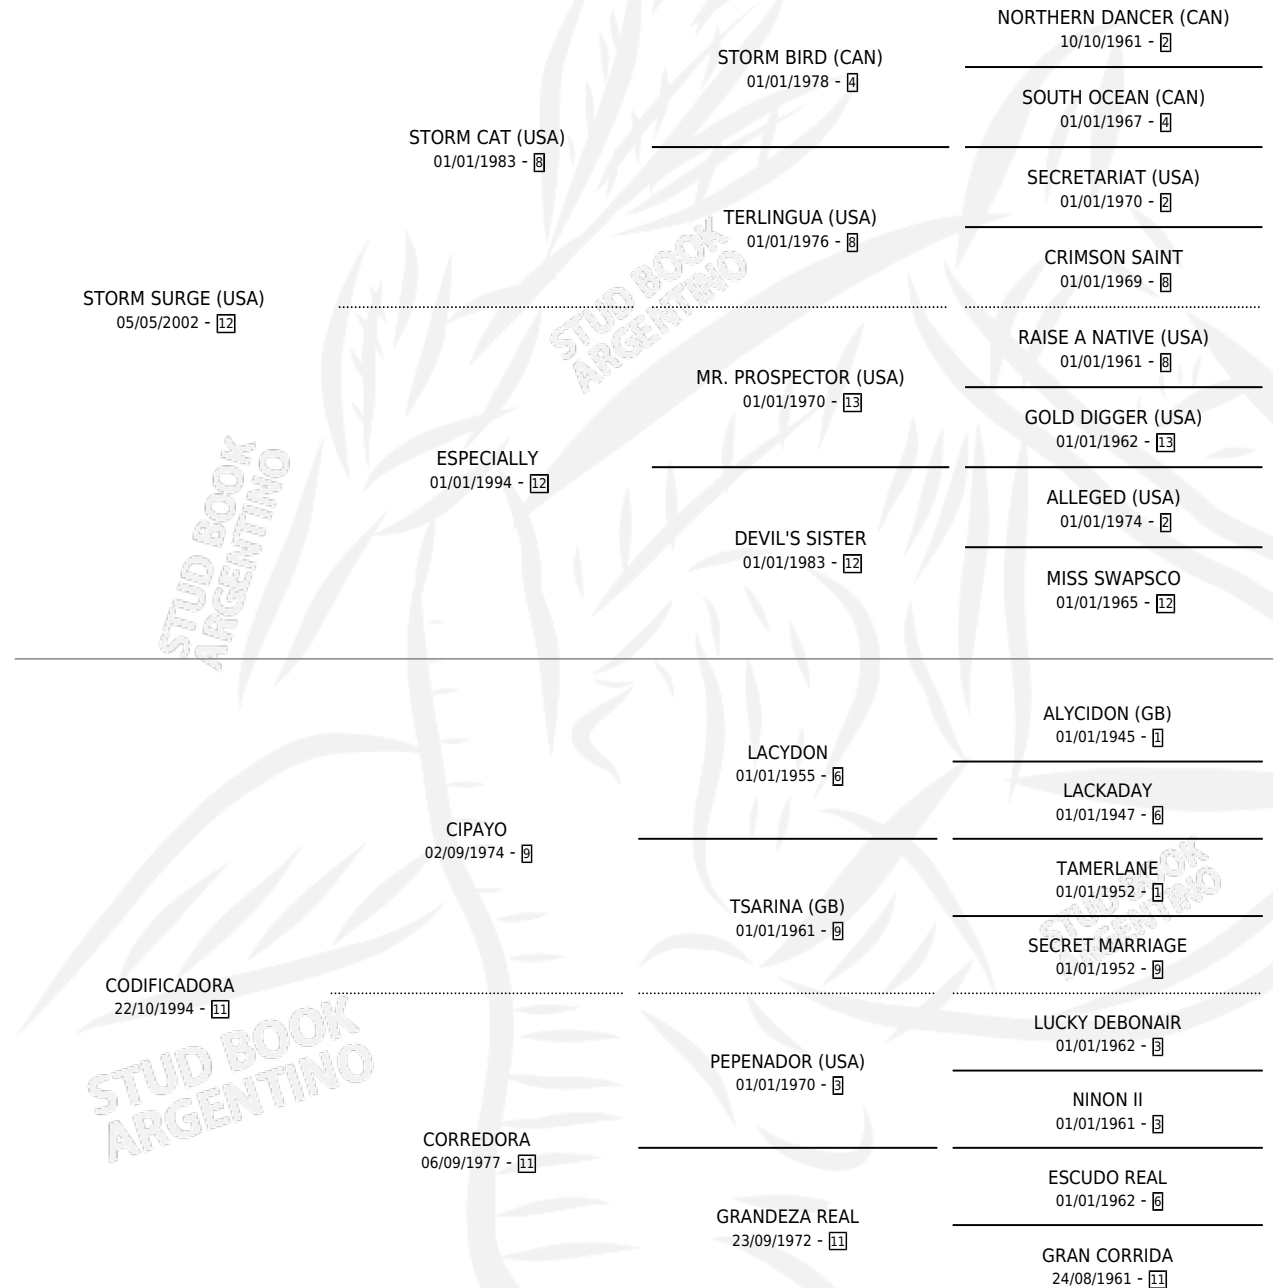 NORTHERN DANCER (CAN)
10/10/1961 - 2
STORM BIRD (CAN)
01/01/1978 - 4
SOUTH OCEAN (CAN)
01/01/1967 - 4
STORM CAT (USA)
01/01/1983 - 8
SECRETARIAT (USA)
01/01/1970 - 2
TERLINGUA (USA)
01/01/1976 - 8
CRIMSON SAINT
01/01/1969 - 8
STORM SURGE (USA)
05/05/2002 - 12
RAISE A NATIVE (USA)
01/01/1961 - 8
MR. PROSPECTOR (USA)
01/01/1970 - 13
GOLD DIGGER (USA)
01/01/1962 - 13
ESPECIALLY
01/01/1994 - 12
ALLEGED (USA)
01/01/1974 - 2
DEVIL'S SISTER
01/01/1983 - 12
MISS SWAPSCO
01/01/1965 - 12
ALYCIDON (GB)
01/01/1945 - 1
LACYDON
01/01/1955 - 6
LACKADAY
01/01/1947 - 6
CIPAYO
02/09/1974 - 9
TAMERLANE
01/01/1952 - 1
TSARINA (GB)
01/01/1961 - 9
SECRET MARRIAGE
01/01/1952 - 9
CODIFICADORA
22/10/1994 - 11
LUCKY DEBONAIR
01/01/1962 - 3
PEPENADOR (USA)
01/01/1970 - 3
NINON II
01/01/1961 - 3
CORREDORA
06/09/1977 - 11
ESCUDO REAL
01/01/1962 - 6
GRANDEZA REAL
23/09/1972 - 11
GRAN CORRIDA
24/08/1961 - 11
STUD BOOK
ARGENTINO
STUD BOOK
ARGENTINO
STUD BOOK
ARGENTINO
STUD BOOK
ARGENTINO